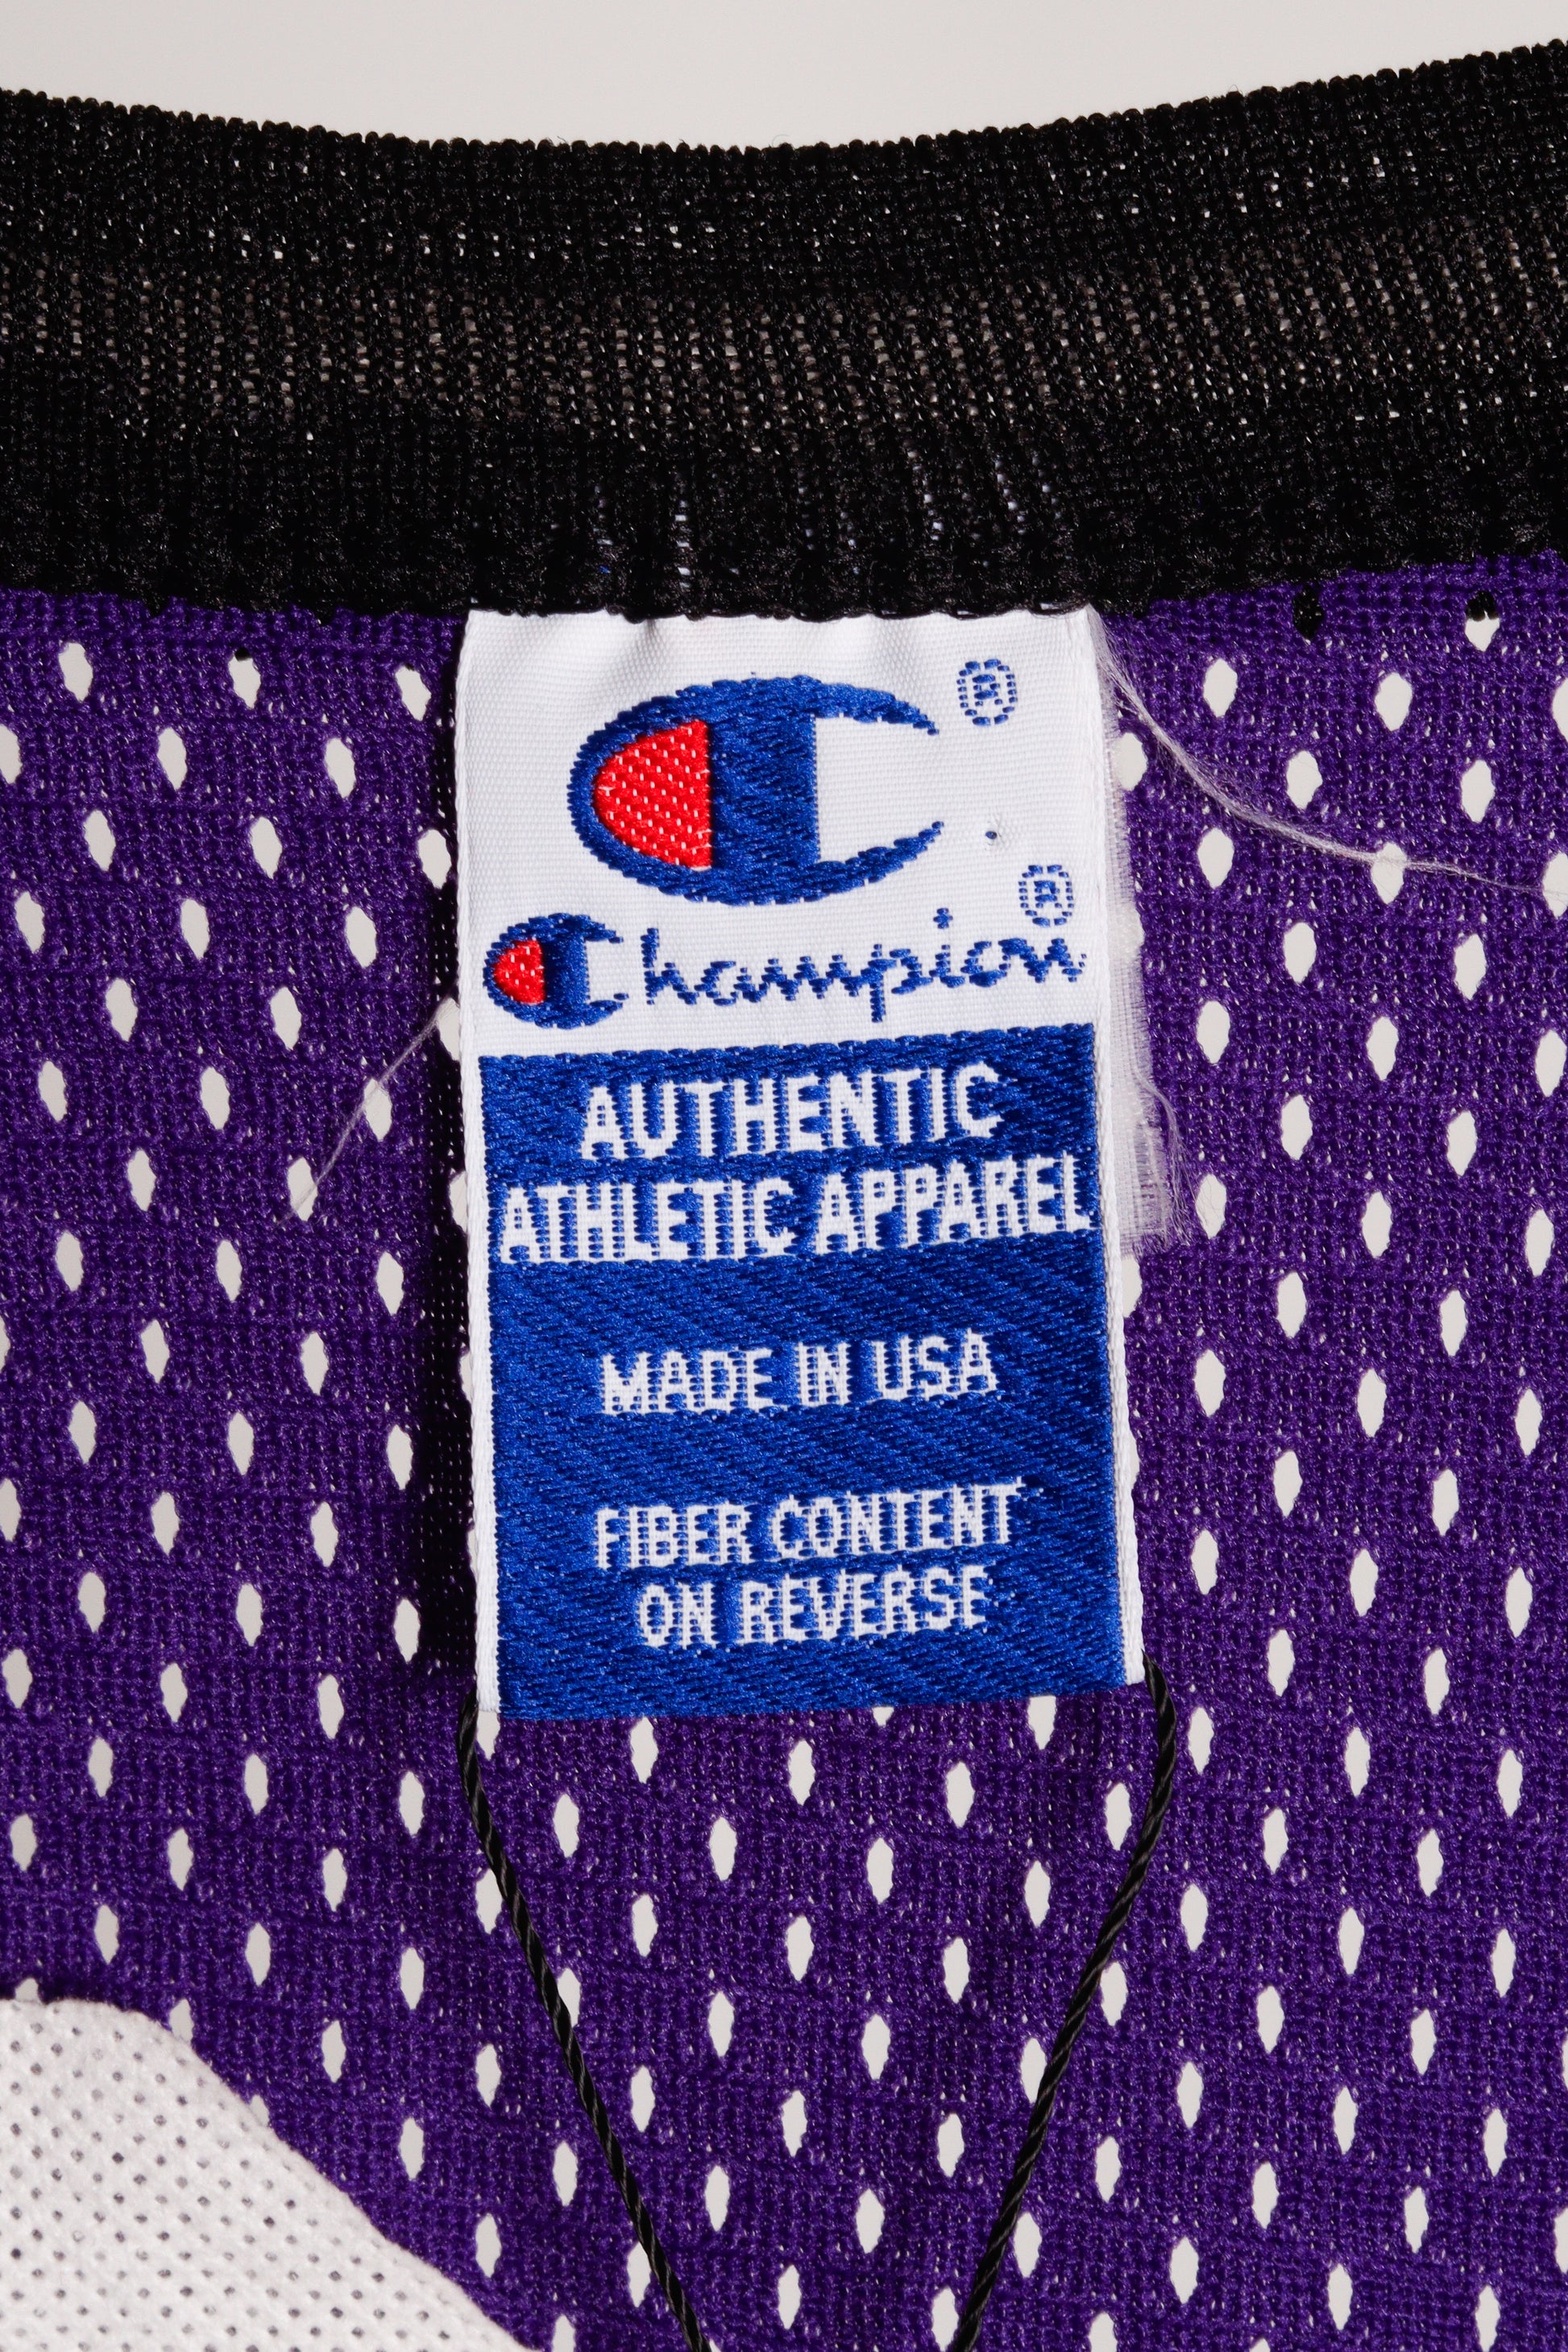 ®
Champion®
AUTHENTIC
ATHLETIC APPAREL
MADE IN USA
FIBER CONTENT
ON REVERSE